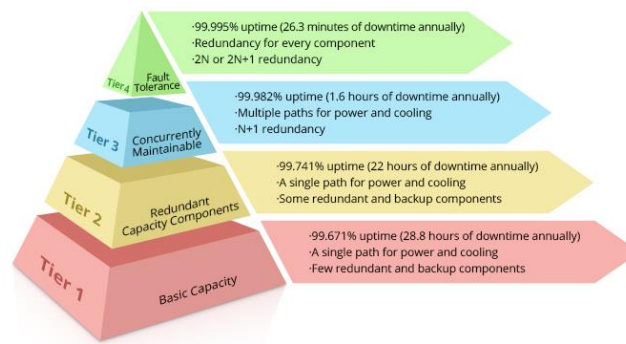 ·99.995% uptime (26.3 minutes of downtime annually)
·Redundancy for every component
·2N or 2N+1 redundancy
Tier 4
Fault
Tolerance
·99.982% uptime (1.6 hours of downtime annually)
·Multiple paths for power and cooling
·N+1 redundancy
Tier 3
Concurrently
Maintainable
·99.741% uptime (22 hours of downtime annually)
·A single path for power and cooling
·Some redundant and backup components
Tier 2
Redundant
Capacity Components
·99.671% uptime (28.8 hours of downtime annually)
·A single path for power and cooling
·Few redundant and backup components
Tier 1
Basic Capacity